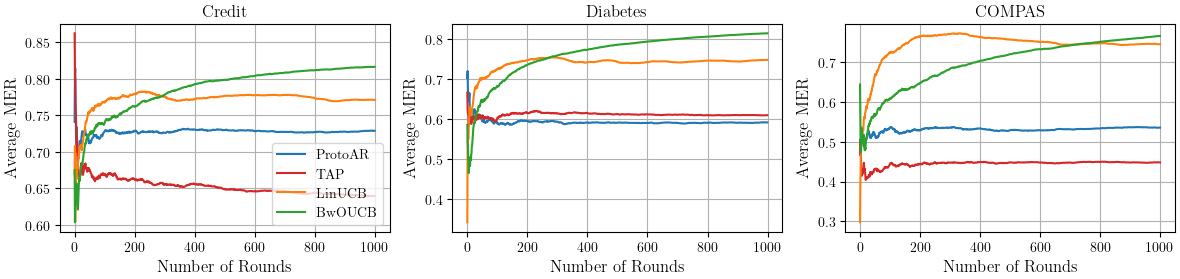 Credit
Average MER
0.85
0.80
0.75
0.70
0.65
0.60
ProtoAR
TAP
LinUCB
BwOUCB
0 200 400 600 800 1000
Number of Rounds
Diabetes
Average MER
0.8
0.7
0.6
0.5
0.4
0 200 400 600 800 1000
Number of Rounds
COMPAS
Average MER
0.7
0.6
0.5
0.4
0.3
0 200 400 600 800 1000
Number of Rounds